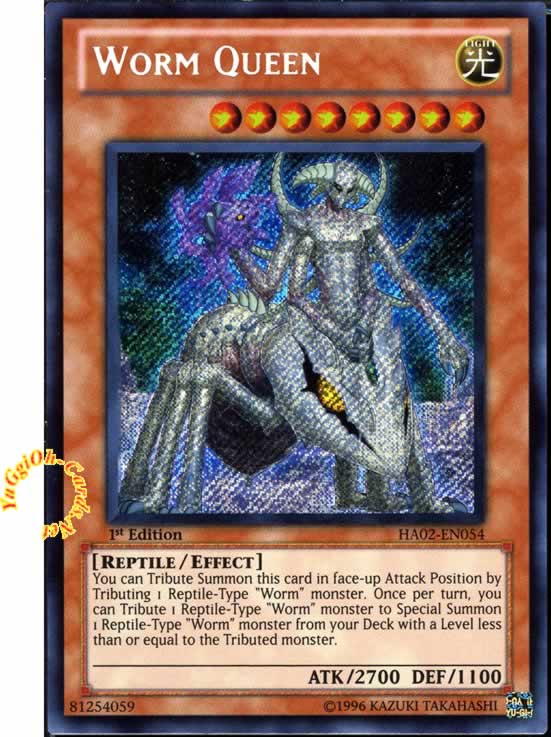 WORM QUEEN
LIGHT
光
YuGgiOh-Cards.Net
1st Edition
HA02-EN054
[REPTILE/EFFECT]
You can Tribute Summon this card in face-up Attack Position by
Tributing 1 Reptile-Type "Worm" monster. Once per turn, you
can Tribute 1 Reptile-Type "Worm" monster to Special Summon
1 Reptile-Type "Worm" monster from your Deck with a Level less
than or equal to the Tributed monster.
ATK/2700 DEF/1100
81254059
©1996 KAZUKI TAKAHASHI